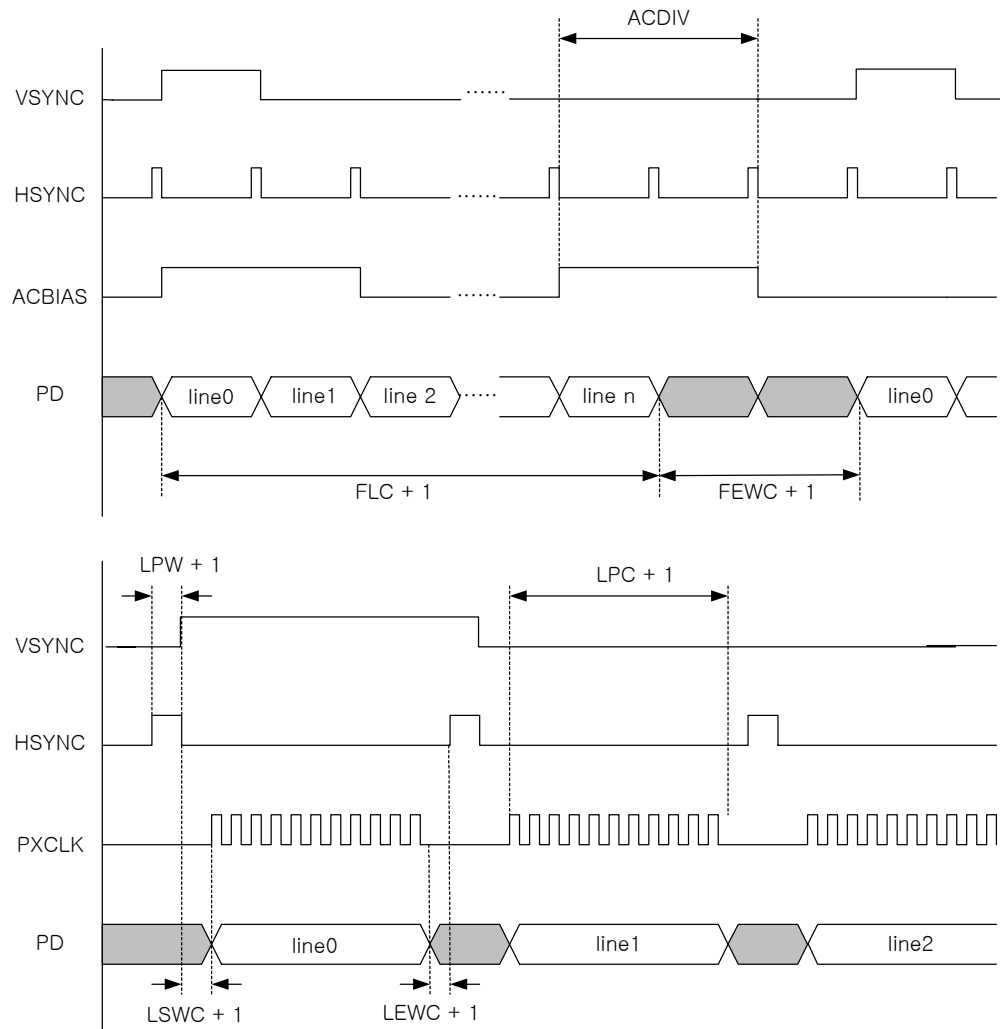 ACDIV
VSYNC
......
HSYNC
......
ACBIAS
......
PD
line0
line1
line 2
......
line n
line0
FLC + 1
FEWC + 1
LPW + 1
LPC + 1
VSYNC
HSYNC
PXCLK
PD
line0
line1
line2
LSWC + 1
LEWC + 1